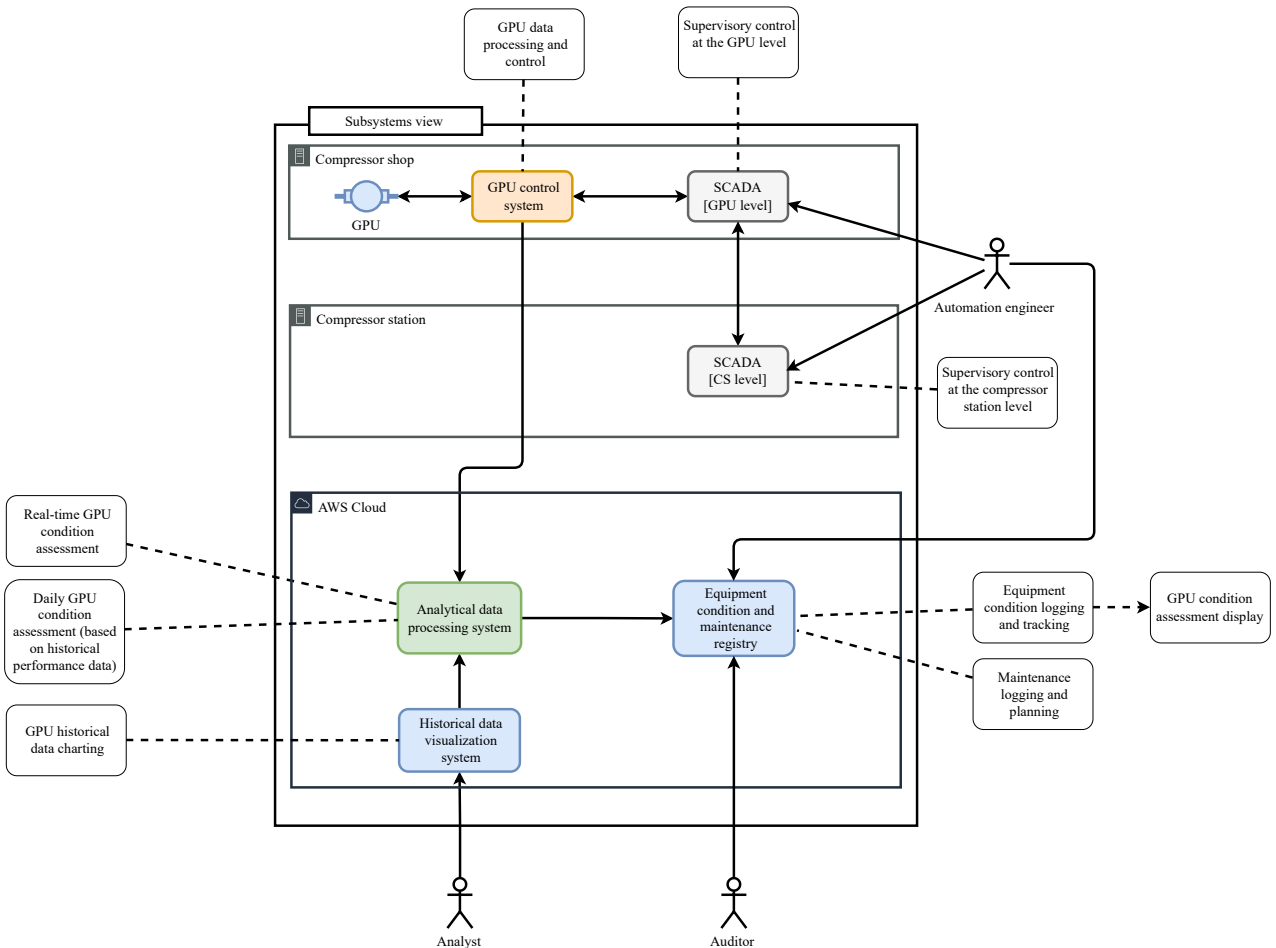 GPU data
processing and
control
Supervisory control
at the GPU level
Subsystems view
Compressor shop
GPU
GPU control
system
SCADA
[GPU level]
Automation engineer
Compressor station
SCADA
[CS level]
Supervisory control
at the compressor
station level
AWS Cloud
Real-time GPU
condition
assessment
Daily GPU
condition
assessment (based
on historical
performance data)
GPU historical
data charting
Analytical data
processing system
Equipment
condition and
maintenance
registry
Historical data
visualization
system
Equipment
condition logging
and tracking
GPU condition
assessment display
Maintenance
logging and
planning
Analyst
Auditor